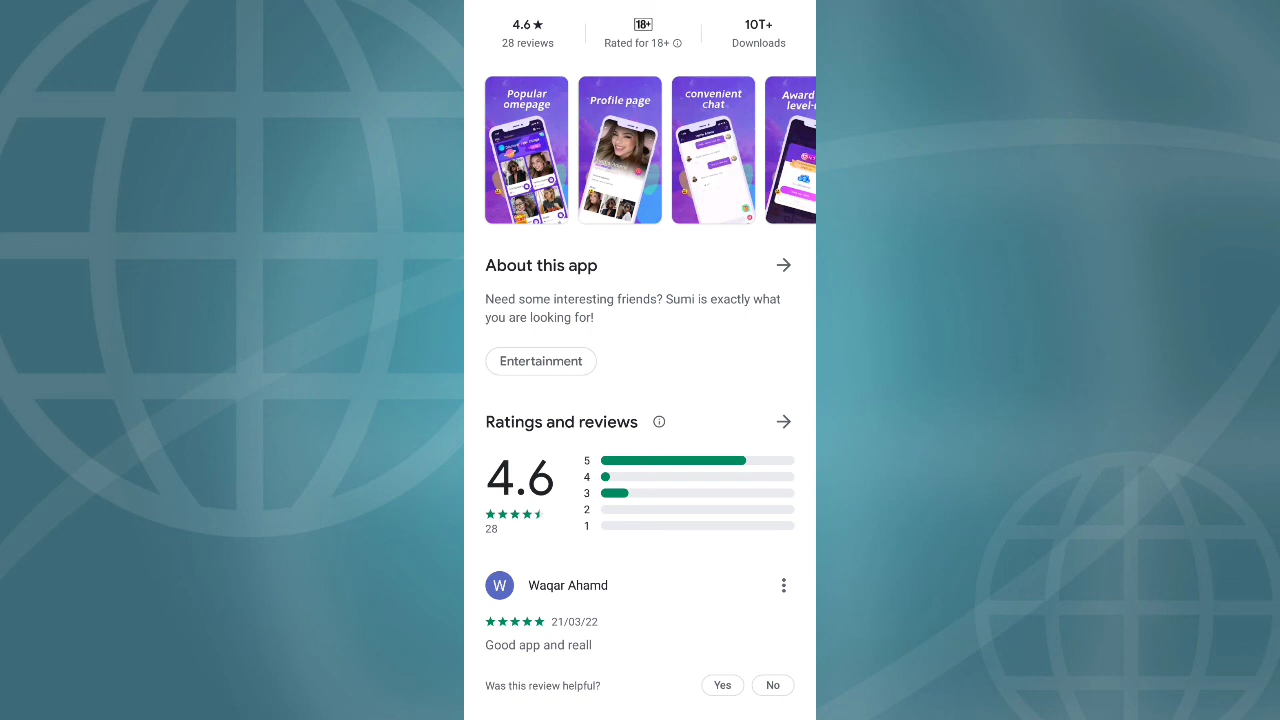 4.6★
28 reviews
18+
Rated for 18+
10T+
Downloads
Popular
omepage
Profile page
convenient
chat
Award
level-
About this app
Need some interesting friends? Sumi is exactly what
you are looking for!
Entertainment
Ratings and reviews
4.6
28
5
4
3
2
1
W
Waqar Ahamd
21/03/22
Good app and reall
Was this review helpful?
Yes
No